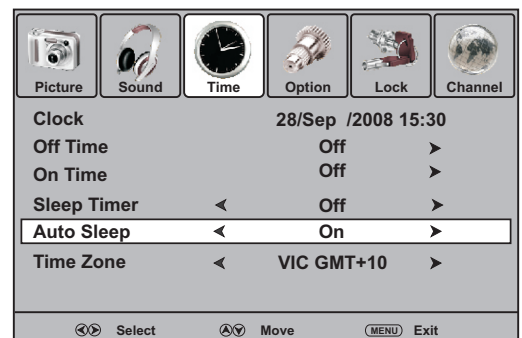 Picture Sound Time Option Lock Channel
Clock 28/Sep /2008 15:30
Off Time Off
On Time Off
Sleep Timer Off
Auto Sleep On
Time Zone VIC GMT+10
Select Move MENU Exit